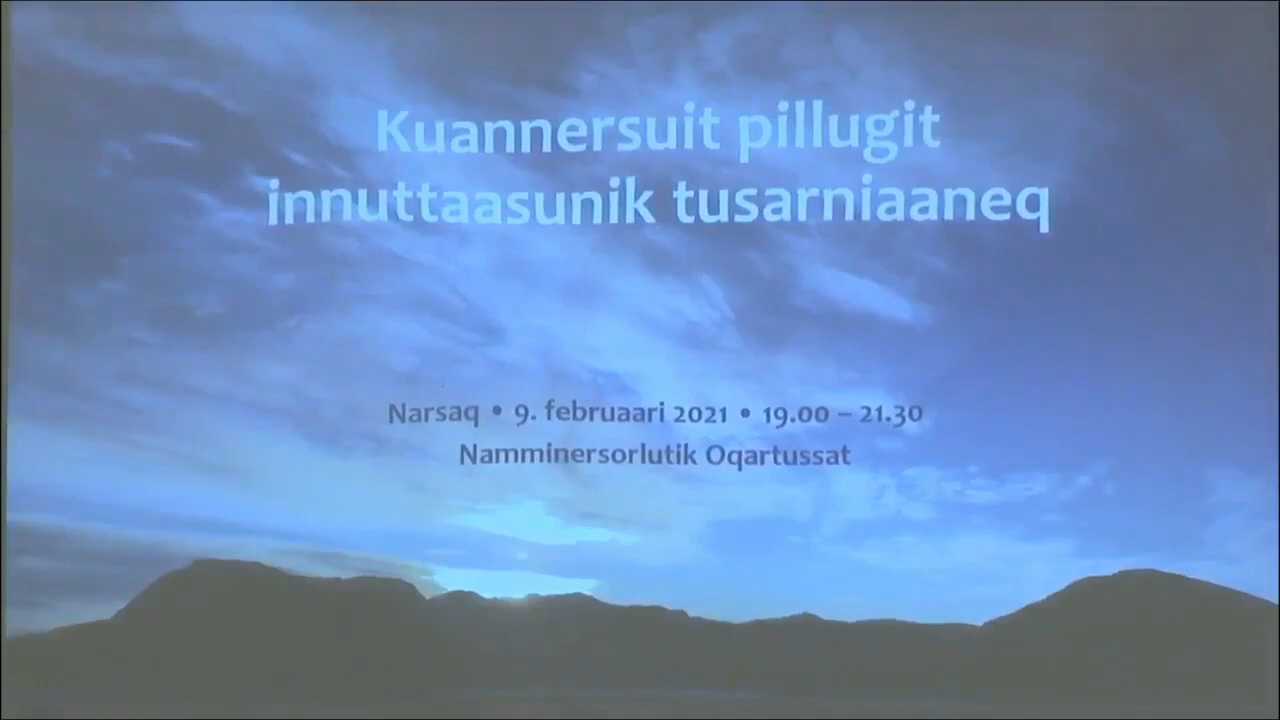 Kuannersuit pillugit
innuttaasunik tusarniaaneq
Narsaq • 9. februaari 2021 • 19.00 – 21.30
Namminersorlutik Oqartussat